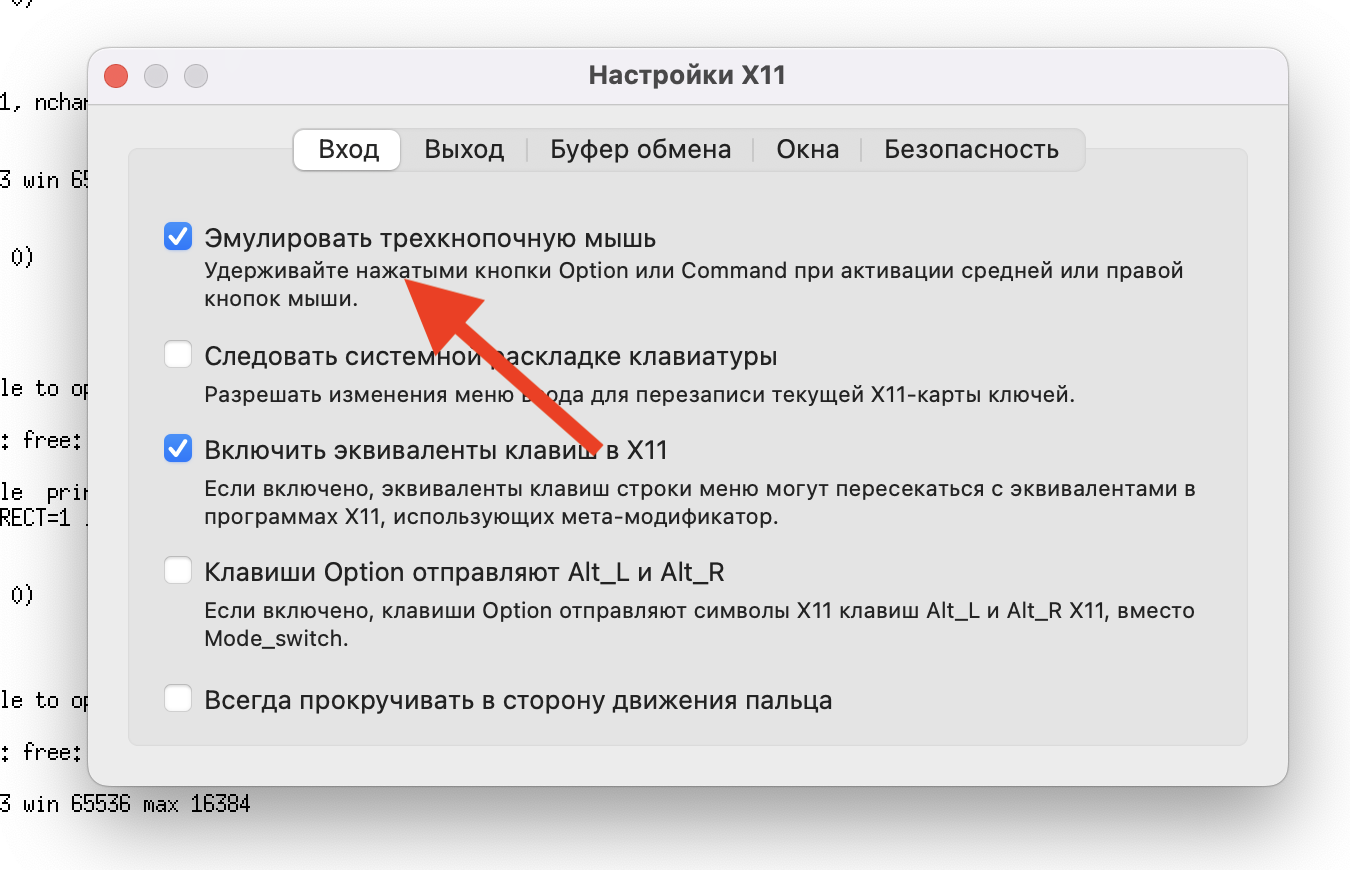 Настройки X11
1, nchar
Вход Выход Буфер обмена Окна Безопасность
3 win 65
Эмулировать трехкнопочную мышь
0)
Удерживайте нажатыми кнопки Option или Command при активации средней или правой
кнопок мыши.
Следовать системной раскладке клавиатуры
le to op
Разрешать изменения меню ввода для перезаписи текущей X11-карты ключей.
: free:
Включить эквиваленты клавиш в X11
le prin
Если включено, эквиваленты клавиш строки меню могут пересекаться с эквивалентами в
RECT=1
программах X11, использующих мета-модификатор.
Клавиши Option отправляют Alt_L и Alt_R
0)
Если включено, клавиши Option отправляют символы X11 клавиш Alt_L и Alt_R X11, вместо
Mode_switch.
le to op
Всегда прокручивать в сторону движения пальца
: free:
3 win 65536 max 16384